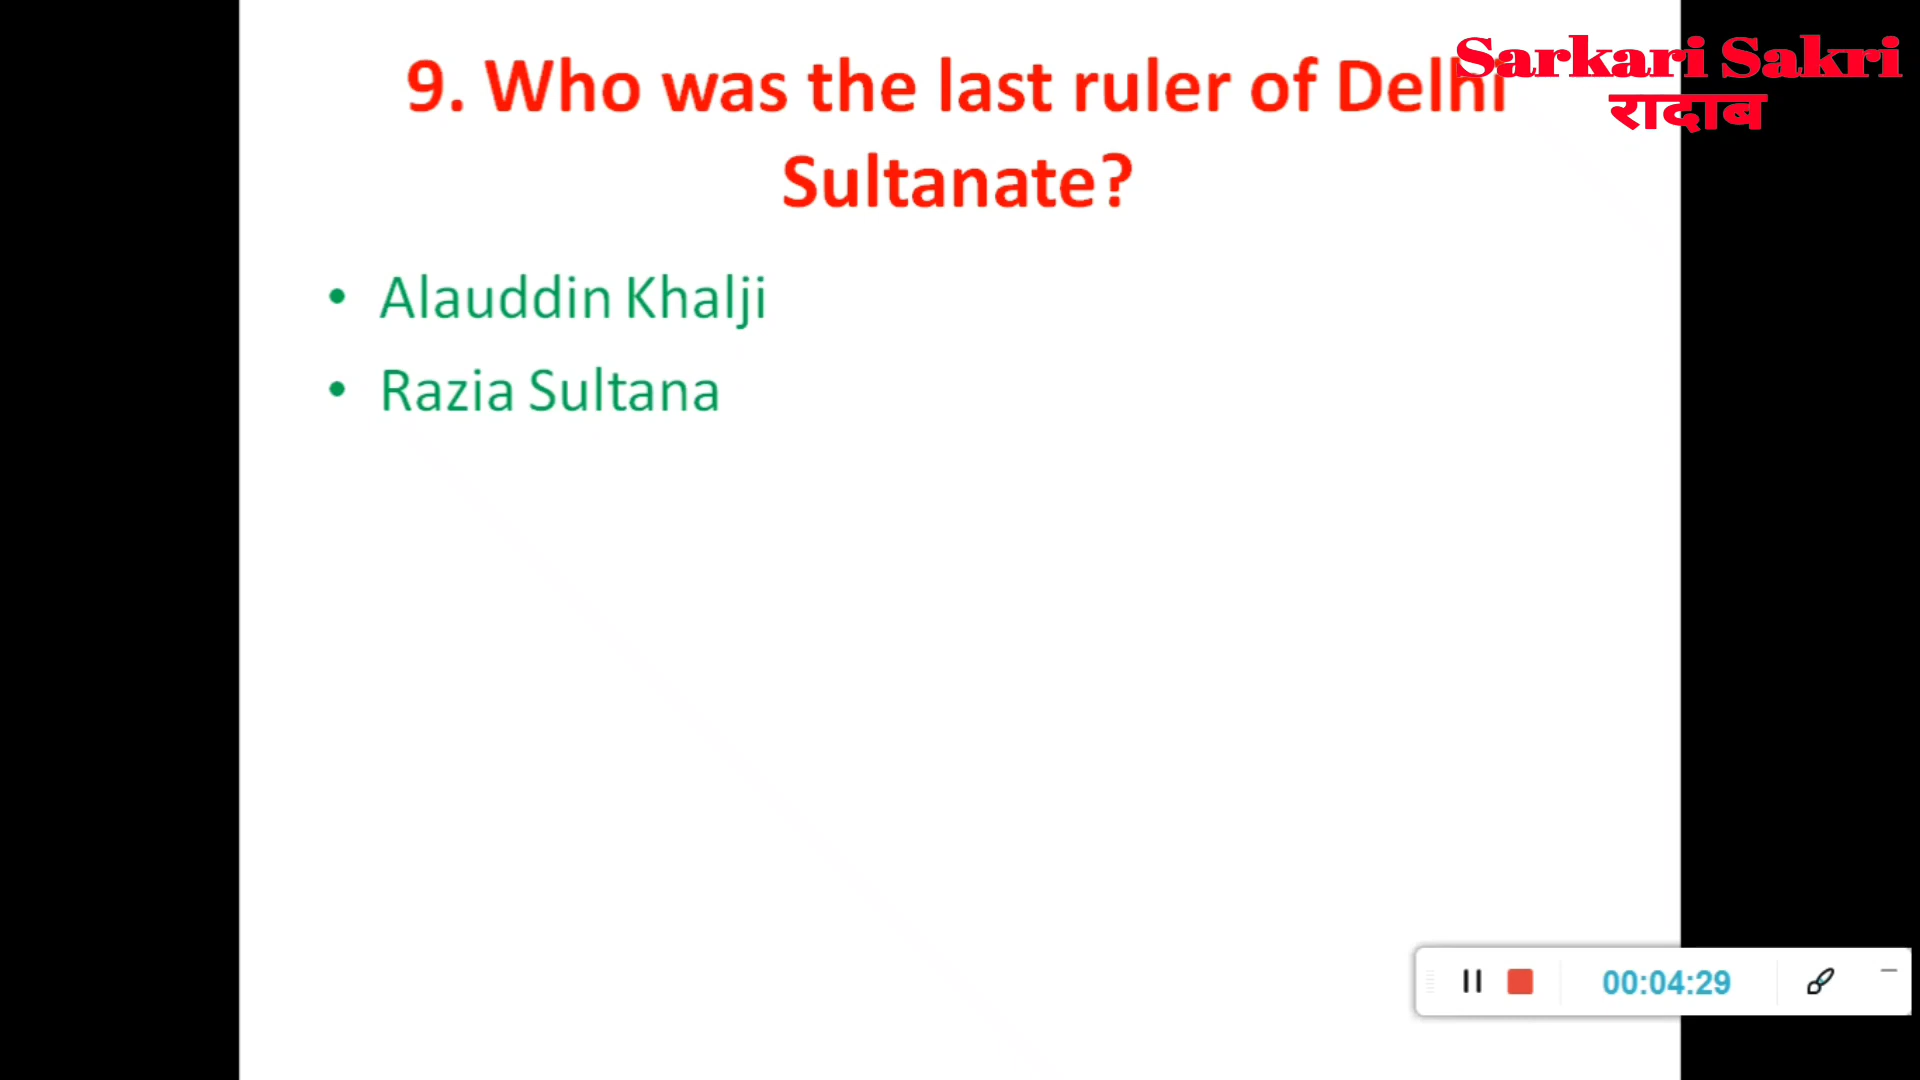 Sarkari Sakri
रादाब
9. Who was the last ruler of Delhi
Sultanate?
• Alauddin Khalji
• Razia Sultana
00:04:29